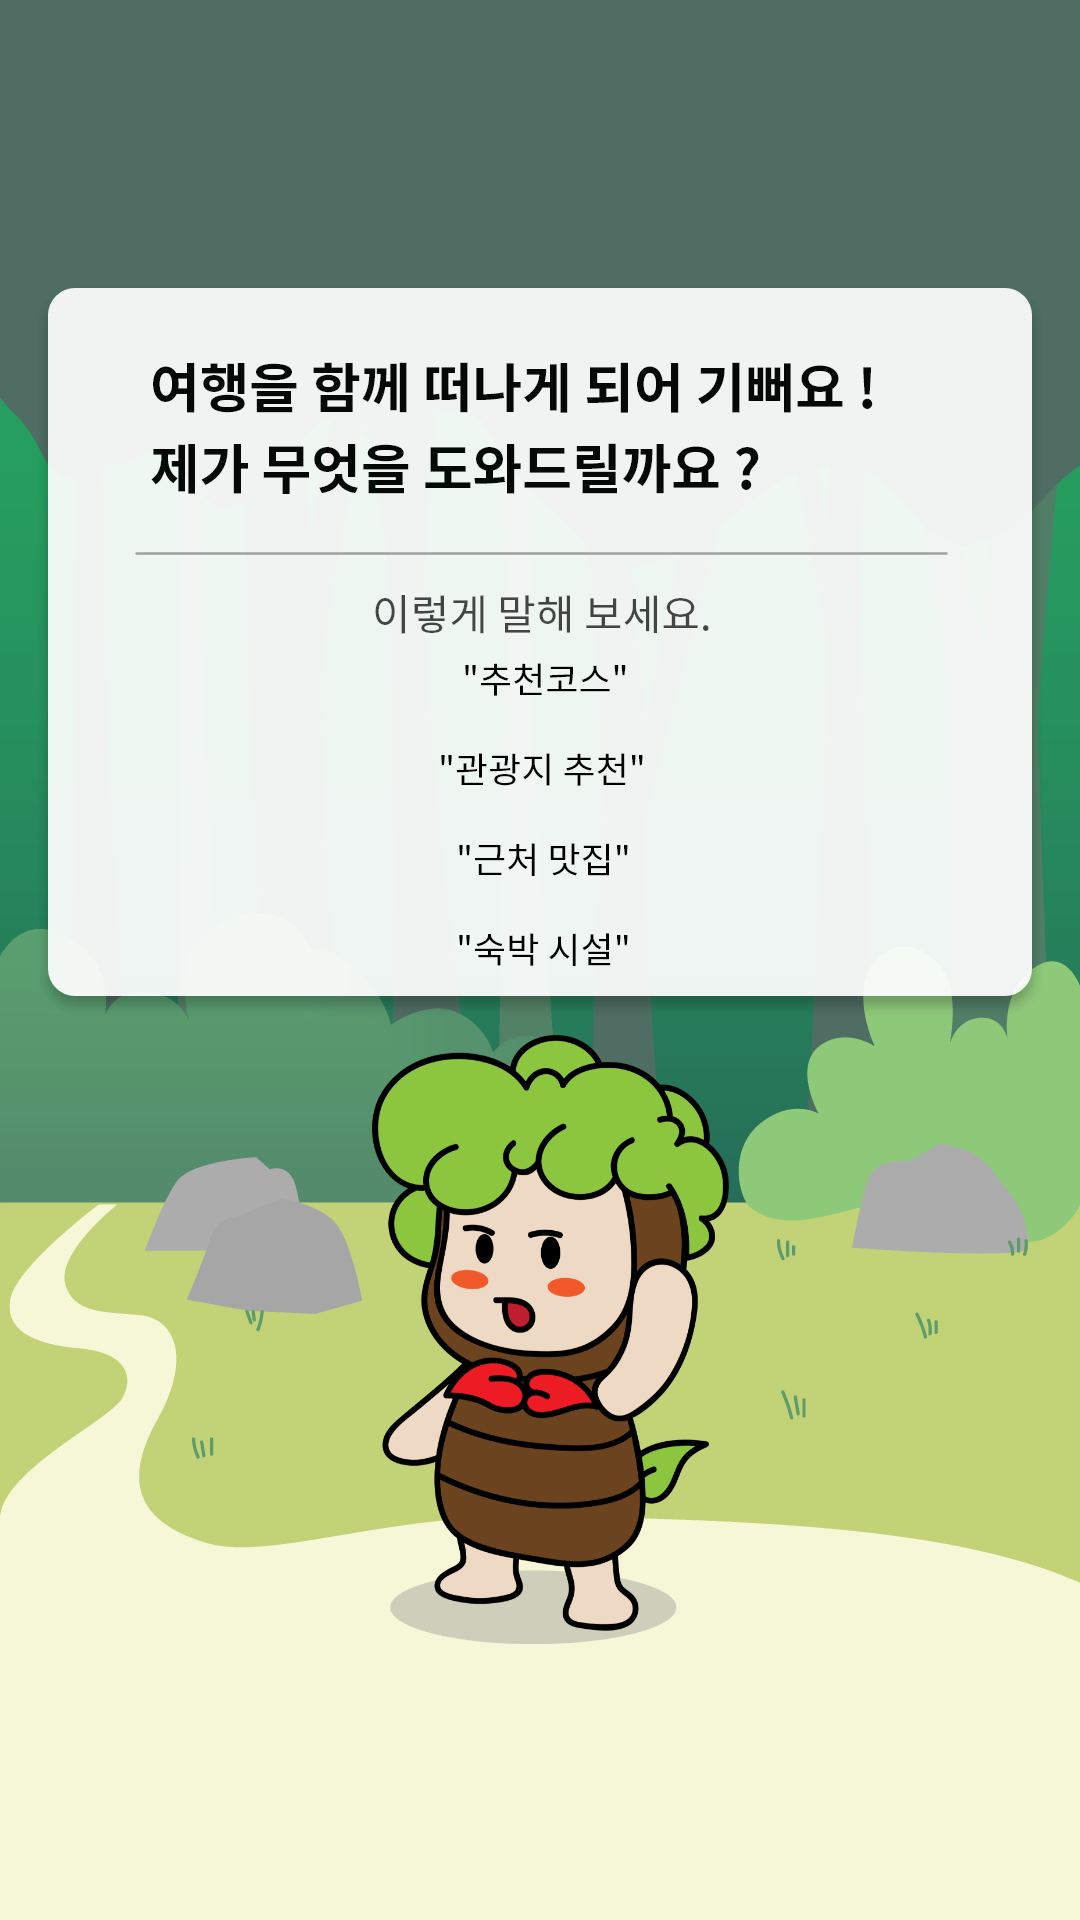 여행을 함께 떠나게 되어 기뻐요 !
제가 무엇을 도와드릴까요 ?
이렇게 말해 보세요.
"추천코스"
"관광지 추천"
"근처 맛집"
"숙박 시설"